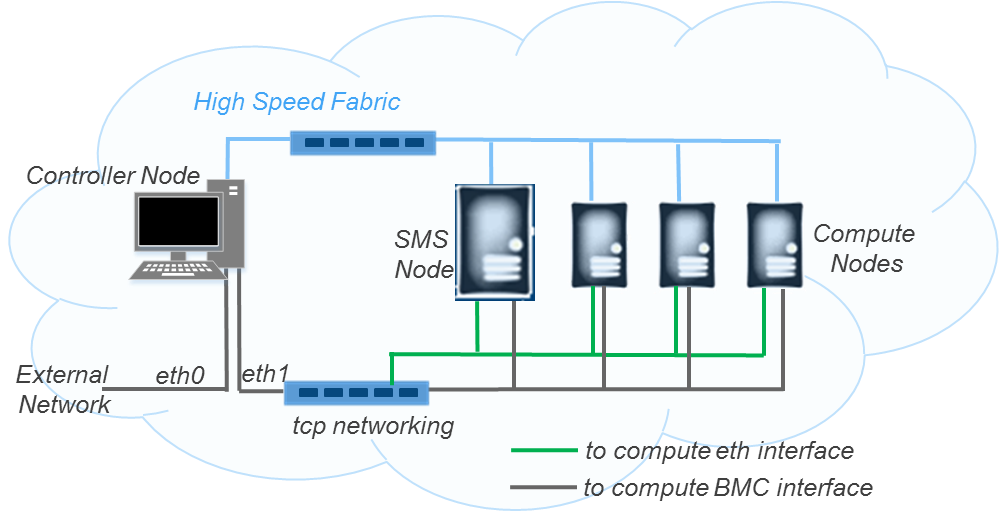 High Speed Fabric
Controller Node
SMS
Node
Compute
Nodes
External
Network
eth0
eth1
tcp networking
to compute eth interface
to compute BMC interface